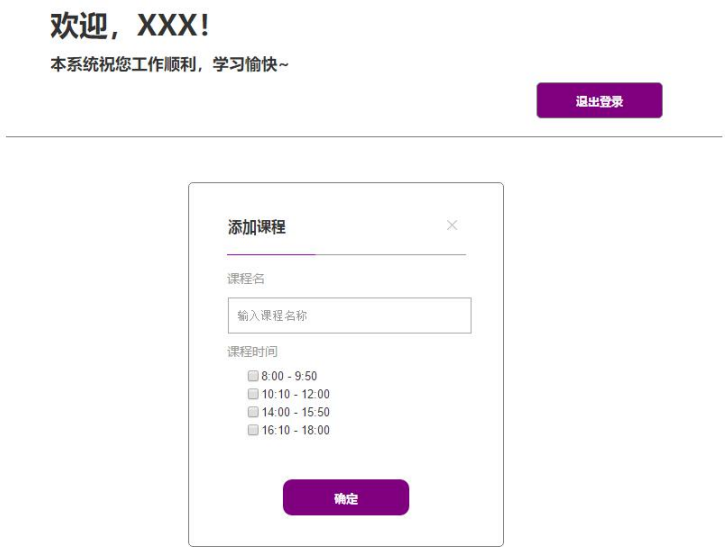 欢迎，XXX！
本系统祝您工作顺利，学习愉快~
退出登录
添加课程
课程名
输入课程名称
课程时间
8:00 - 9:50
10:10 - 12:00
14:00 - 15:50
16:10 - 18:00
确定